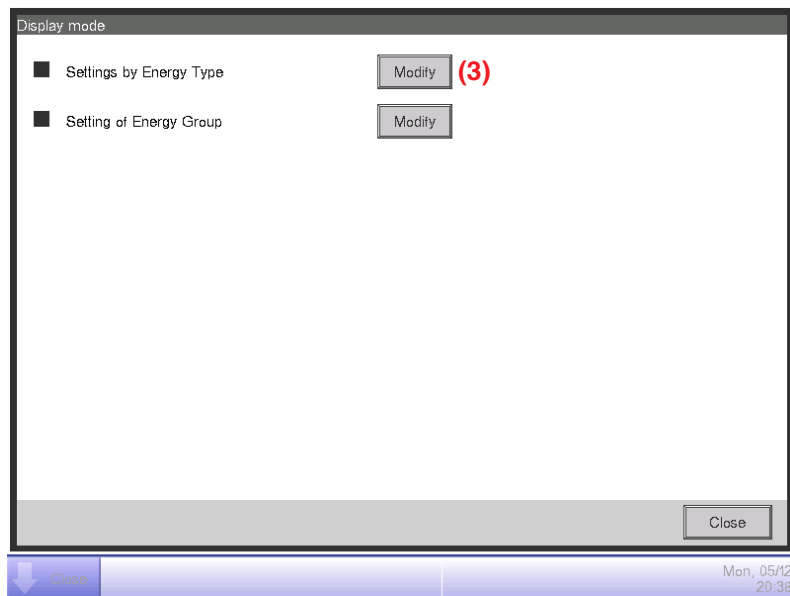 Display mode
Settings by Energy Type Modify (3)
Setting of Energy Group Modify
Close
Close Mon, 05/12
20:38